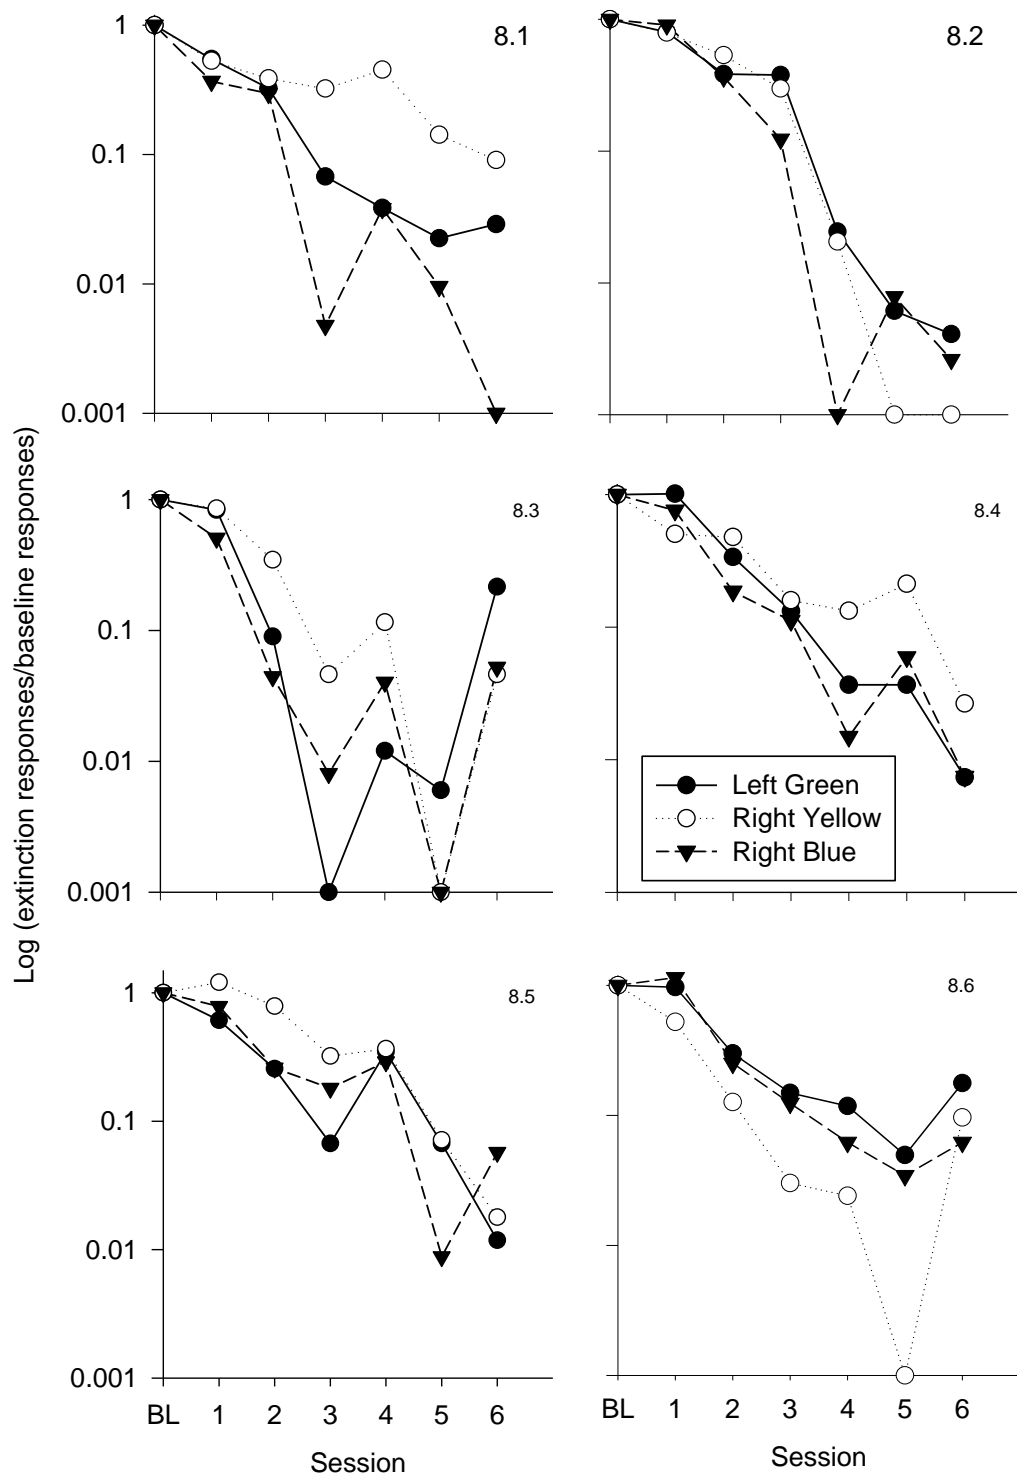 Log (extinction responses/baseline responses)
8.1
1
0.1
0.01
0.001
8.2
8.3
1
0.1
0.01
0.001
8.4
Left Green
Right Yellow
Right Blue
8.5
1
0.1
0.01
0.001
BL 1 2 3 4 5 6
Session
8.6
BL 1 2 3 4 5 6
Session